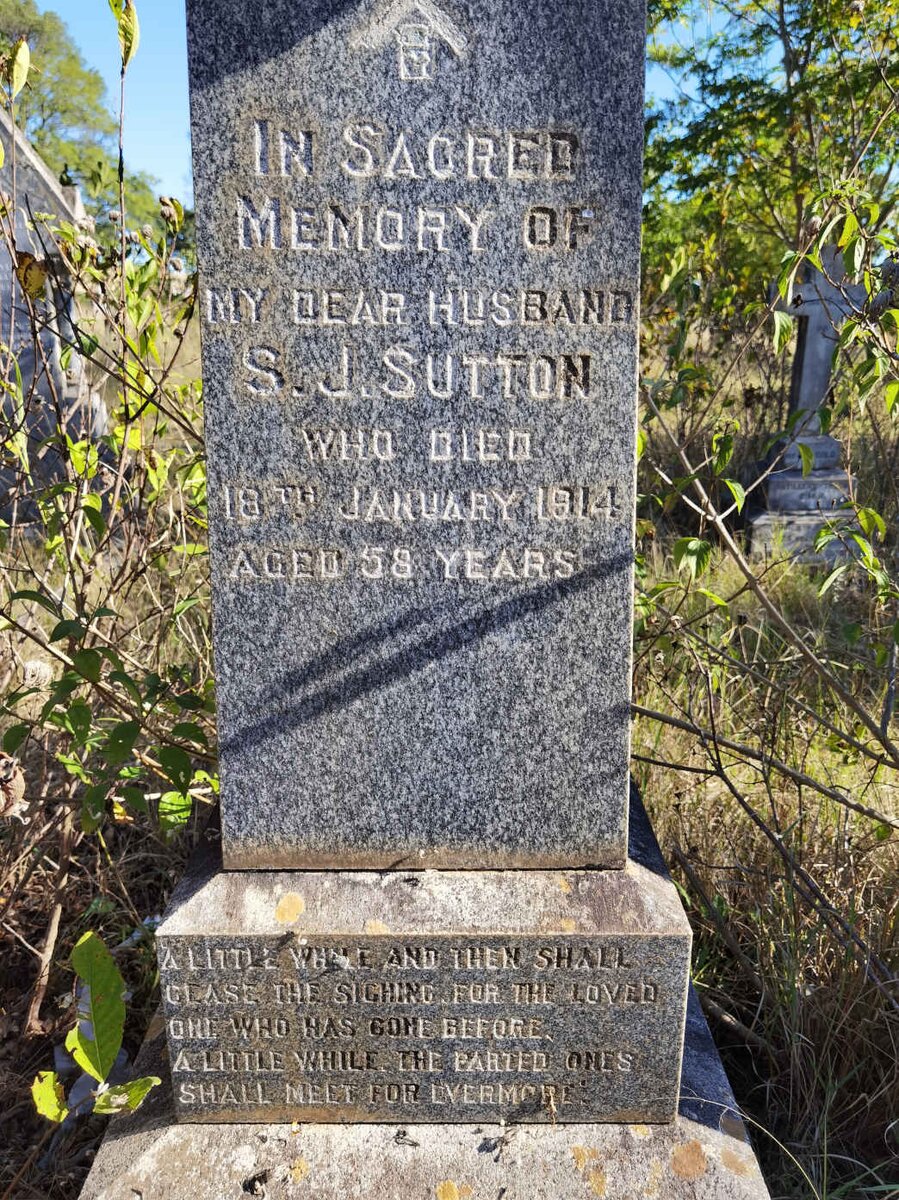 In Sacred
Memory of
My Dear Husband
S. J. Sutton
who died
18th January 1914
aged 58 years
A little while and then shall
cease the sighing for the loved
one who has gone before,
A little while, the parted ones
shall meet for evermore.